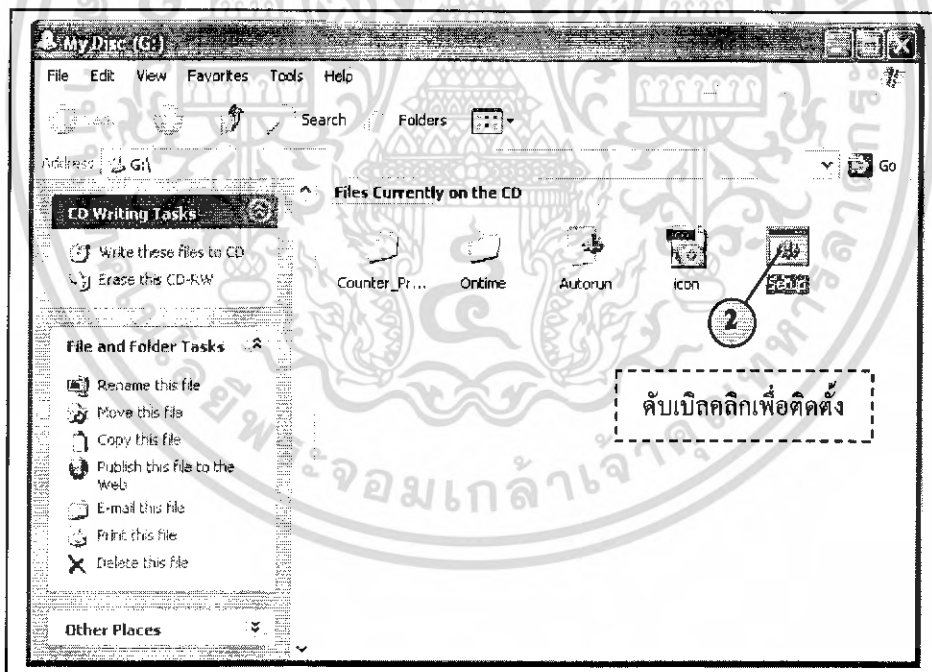 My Disc (G:)
File Edit View Favorites Tools Help
Search Folders
Address G:\ Go
CD Writing Tasks
Write these files to CD
Erase this CD-RW
File and Folder Tasks
Rename this file
Move this file
Copy this file
Publish this file to the
Web
E-mail this file
Print this file
Delete this file
Other Places
Files Currently on the CD
Counter_Pr... Ontime Autorun icon Setup
2
ดับเบิลคลิกเพื่อติดตั้ง